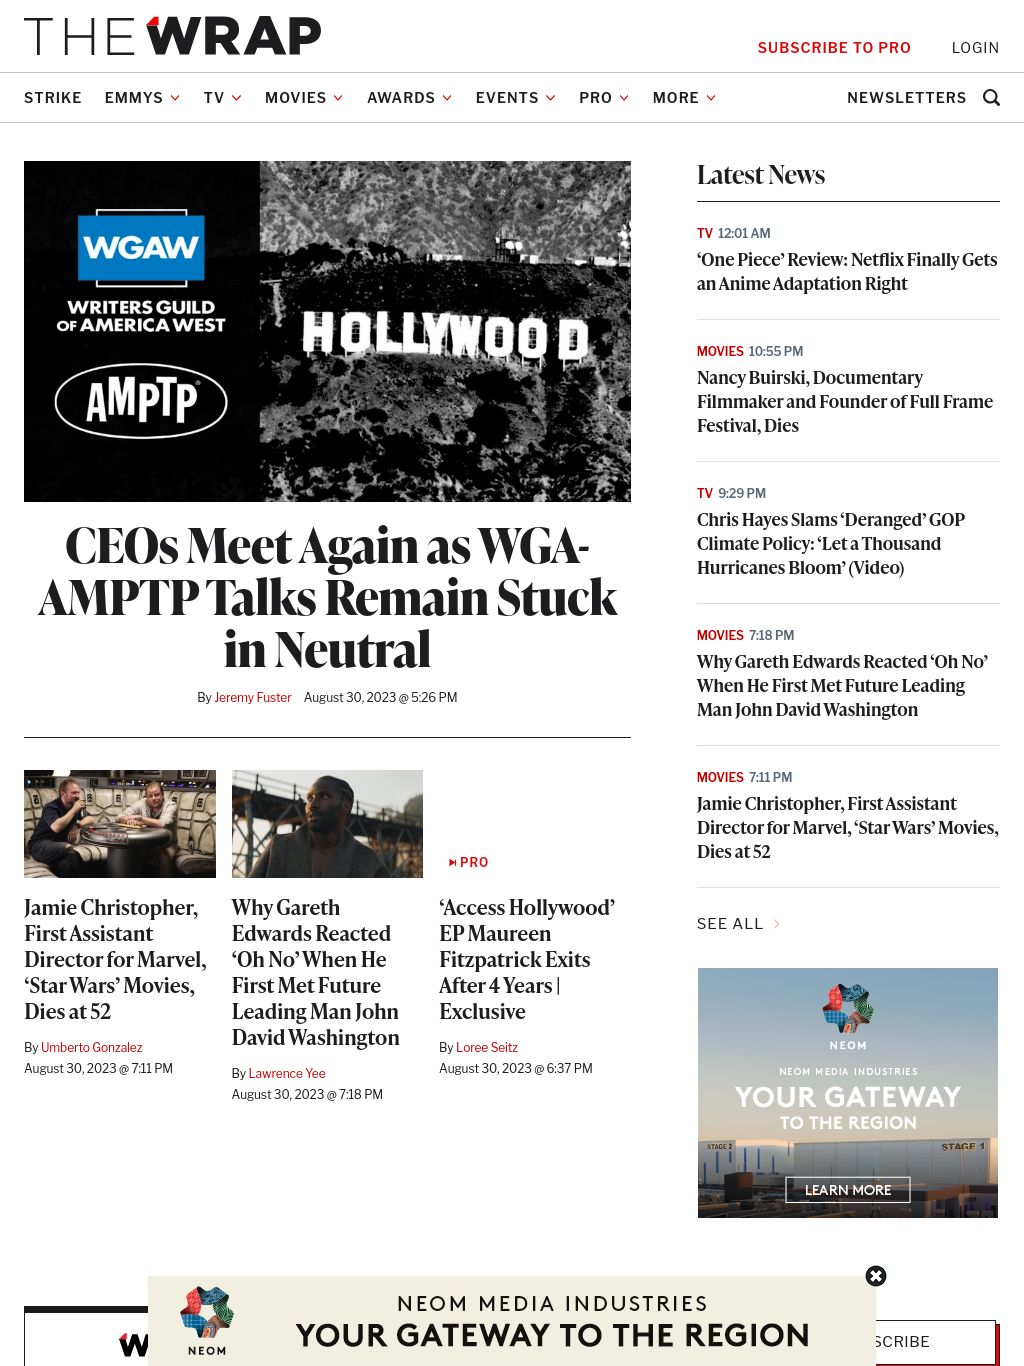 THE WRAP
SUBSCRIBE TO PRO LOGIN
STRIKE EMMYS TV MOVIES AWARDS EVENTS PRO MORE NEWSLETTERS
WGAW
WRITERS GUILD
OF AMERICA WEST
AMPTP®
HOLLYWOOD
CEOs Meet Again as WGA-
AMPTP Talks Remain Stuck
in Neutral
By Jeremy Fuster August 30, 2023 @ 5:26 PM
Jamie Christopher,
First Assistant
Director for Marvel,
‘Star Wars’ Movies,
Dies at 52
By Umberto Gonzalez
August 30, 2023 @ 7:11 PM
Why Gareth
Edwards Reacted
‘Oh No’ When He
First Met Future
Leading Man John
David Washington
By Lawrence Yee
August 30, 2023 @ 7:18 PM
PRO
‘Access Hollywood’
EP Maureen
Fitzpatrick Exits
After 4 Years |
Exclusive
By Loree Seitz
August 30, 2023 @ 6:37 PM
Latest News
TV 12:01 AM
‘One Piece’ Review: Netflix Finally Gets
an Anime Adaptation Right
MOVIES 10:55 PM
Nancy Buirski, Documentary
Filmmaker and Founder of Full Frame
Festival, Dies
TV 9:29 PM
Chris Hayes Slams ‘Deranged’ GOP
Climate Policy: ‘Let a Thousand
Hurricanes Bloom’ (Video)
MOVIES 7:18 PM
Why Gareth Edwards Reacted ‘Oh No’
When He First Met Future Leading
Man John David Washington
MOVIES 7:11 PM
Jamie Christopher, First Assistant
Director for Marvel, ‘Star Wars’ Movies,
Dies at 52
SEE ALL
NEOM
NEOM MEDIA INDUSTRIES
YOUR GATEWAY
TO THE REGION
STAGE 2 STAGE 1
LEARN MORE
NEOM
NEOM MEDIA INDUSTRIES
YOUR GATEWAY TO THE REGION
W
SCRIBE